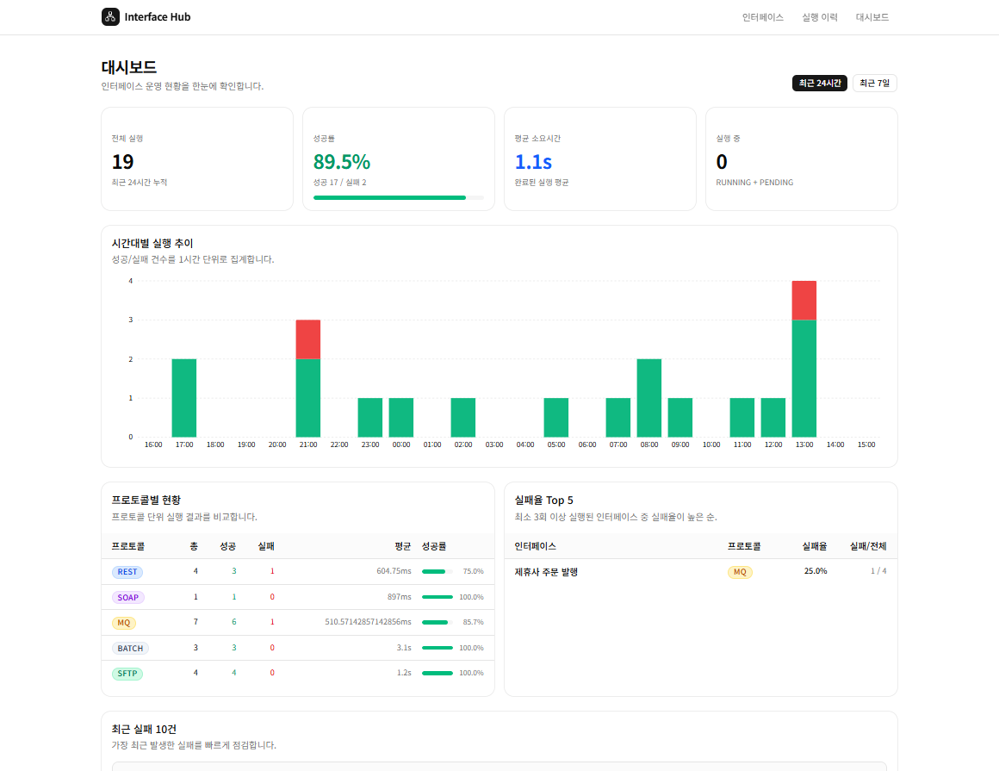 Interface Hub
인터페이스 실행 이력 대시보드
대시보드
인터페이스 운영 현황을 한눈에 확인합니다.
최근 24시간 최근 7일
전체 실행
19
최근 24시간 누적
성공률
89.5%
성공 17 / 실패 2
평균 소요시간
1.1s
완료된 실행 평균
실행 중
0
RUNNING + PENDING
시간대별 실행 추이
성공/실패 건수를 1시간 단위로 집계합니다.
4
3
2
1
0
16:00 17:00 18:00 19:00 20:00 21:00 22:00 23:00 00:00 01:00 02:00 03:00 04:00 05:00 06:00 07:00 08:00 09:00 10:00 11:00 12:00 13:00 14:00 15:00
프로토콜별 현황
프로토콜 단위 실행 결과를 비교합니다.
프로토콜 총 성공 실패 평균 성공률
REST 4 3 1 604.75ms 75.0%
SOAP 1 1 0 897ms 100.0%
MQ 7 6 1 510.57142857142856ms 85.7%
BATCH 3 3 0 3.1s 100.0%
SFTP 4 4 0 1.2s 100.0%
실패율 Top 5
최소 3회 이상 실행된 인터페이스 중 실패율이 높은 순.
인터페이스 프로토콜 실패율 실패/전체
제휴사 주문 발행 MQ 25.0% 1 / 4
최근 실패 10건
가장 최근 발생한 실패를 빠르게 점검합니다.